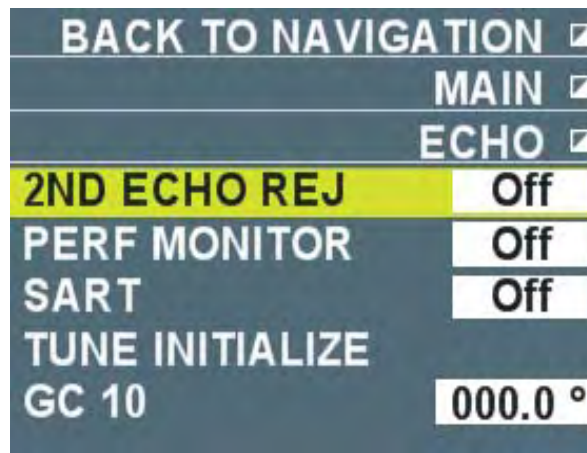 BACK TO NAVIGATION
MAIN
ECHO
2ND ECHO REJ Off
PERF MONITOR Off
SART Off
TUNE INITIALIZE
GC 10 000.0 °